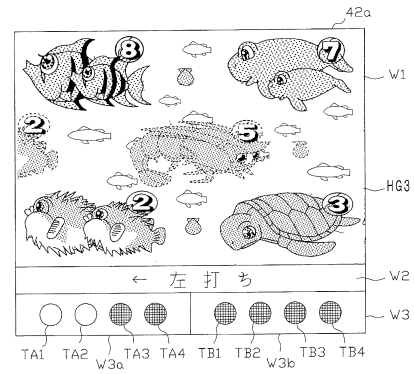 42a
8
7
W1
2
5
HG3
2
3
← 左打ち
W2
W3
TA1 TA2 W3a TA3 TA4 TB1 TB2 W3b TB3 TB4